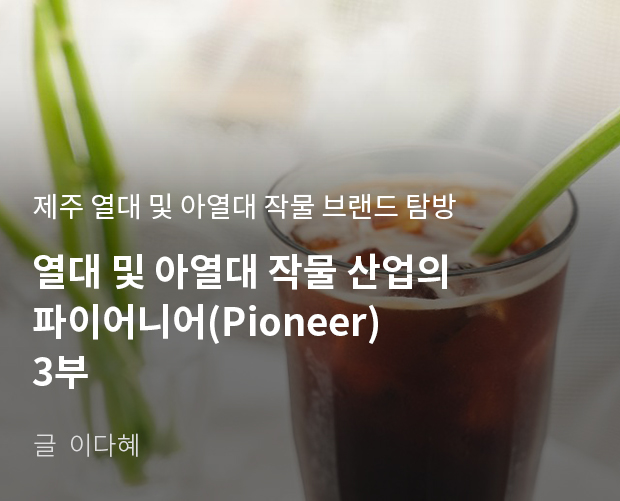 제주 열대 및 아열대 작물 브랜드 탐방
열대 및 아열대 작물 산업의
파이어니어(Pioneer)
3부
글 이다혜